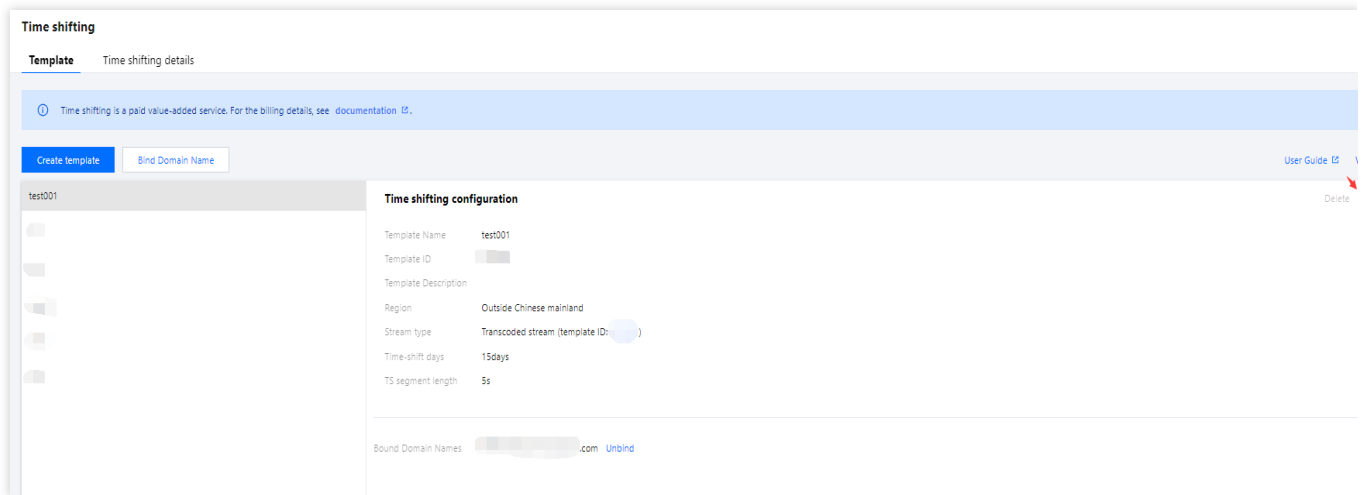 Time shifting
Template Time shifting details
Time shifting is a paid value-added service. For the billing details, see documentation.
Create template Bind Domain Name User Guide
test001
Time shifting configuration Delete
Template Name test001
Template ID
Template Description
Region Outside Chinese mainland
Stream type Transcoded stream (template ID: )
Time-shift days 15days
TS segment length 5s
Bound Domain Names .com Unbind